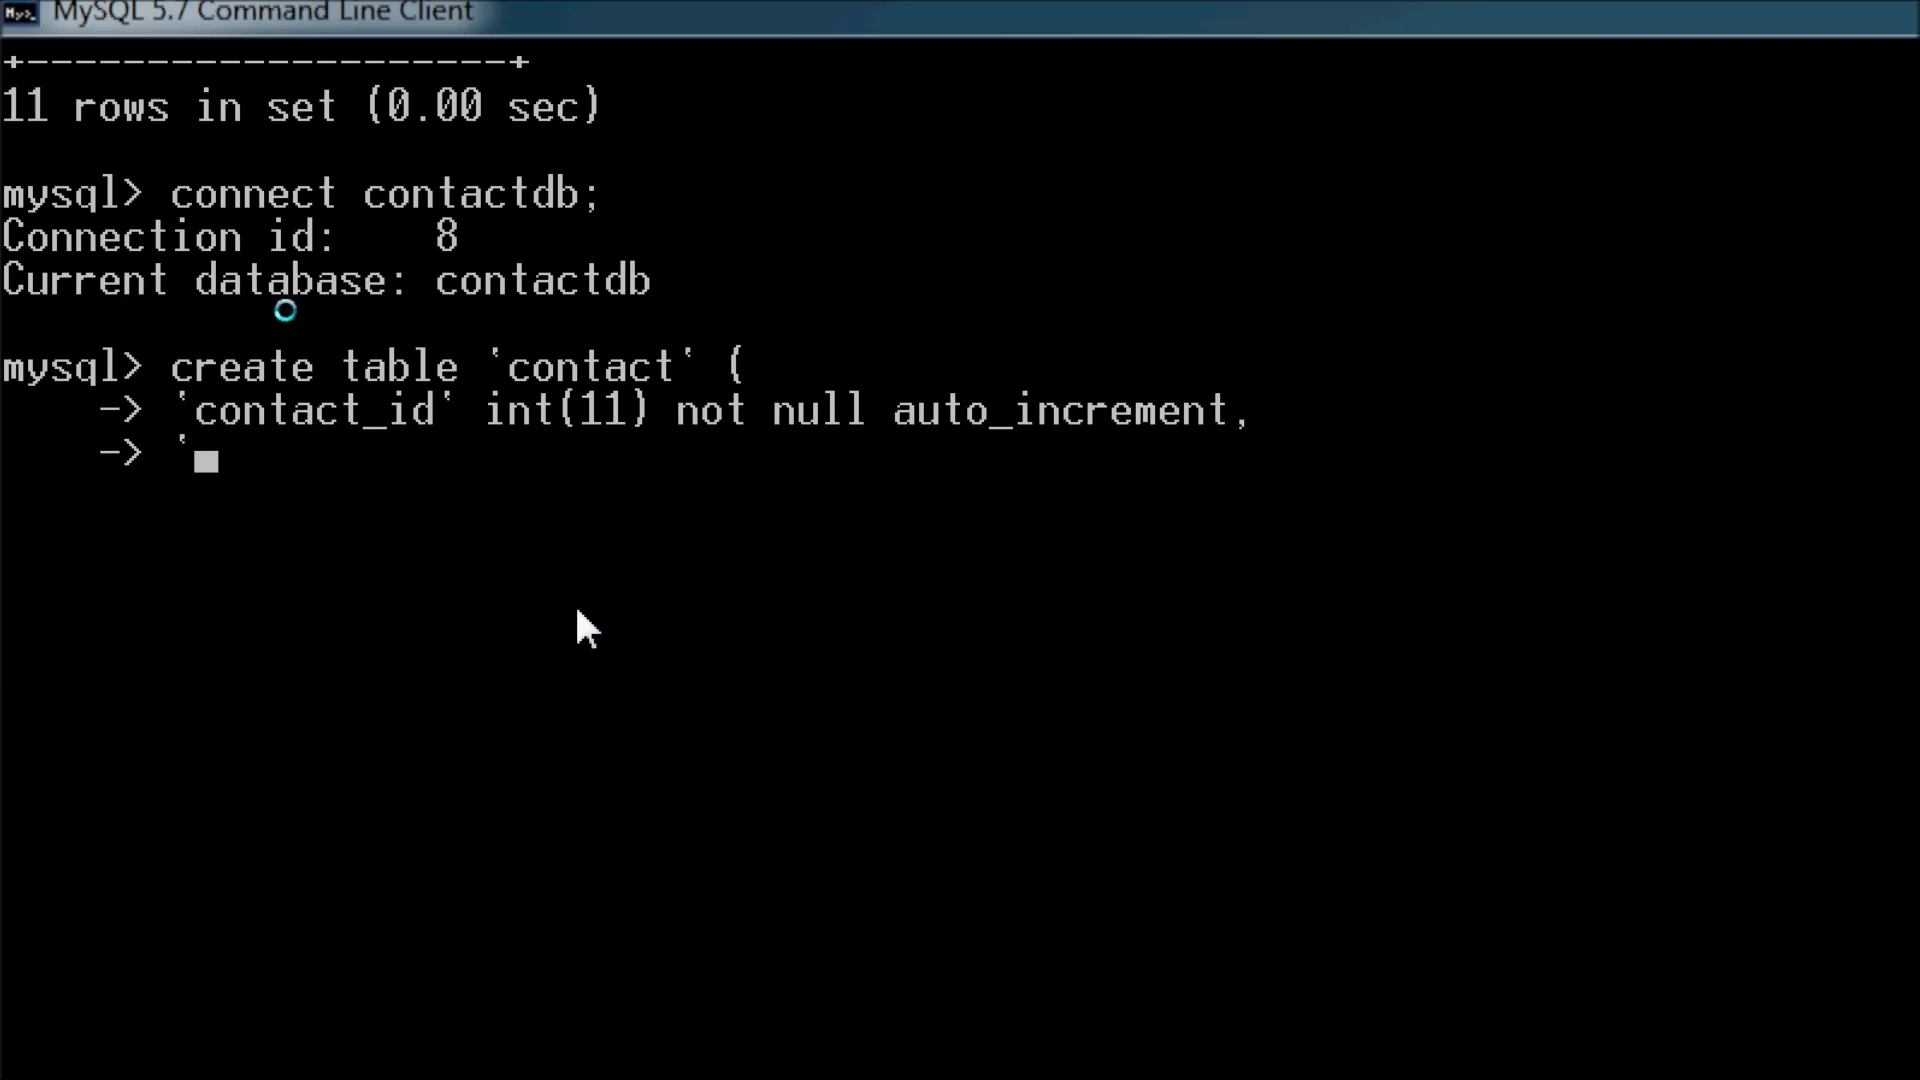 MySQL 5.7 Command Line Client
+--------------------+
11 rows in set (0.00 sec)
mysql> connect contactdb;
Connection id:    8
Current database: contactdb
mysql> create table `contact` (
    -> `contact_id` int(11) not null auto_increment,
    -> `